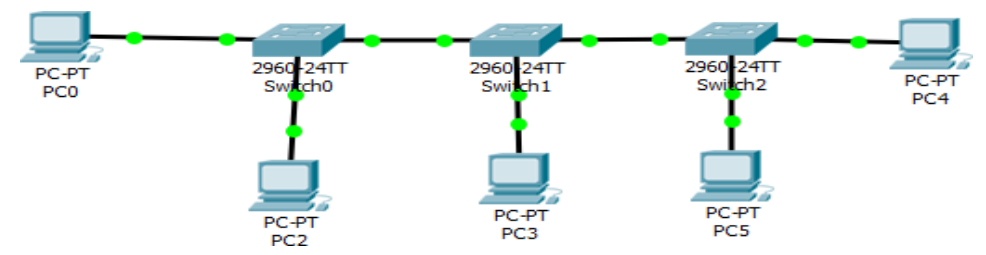 PC-PT
PC0
2960-24TT
Switch0
2960-24TT
Switch1
2960-24TT
Switch2
PC-PT
PC4
PC-PT
PC2
PC-PT
PC3
PC-PT
PC5